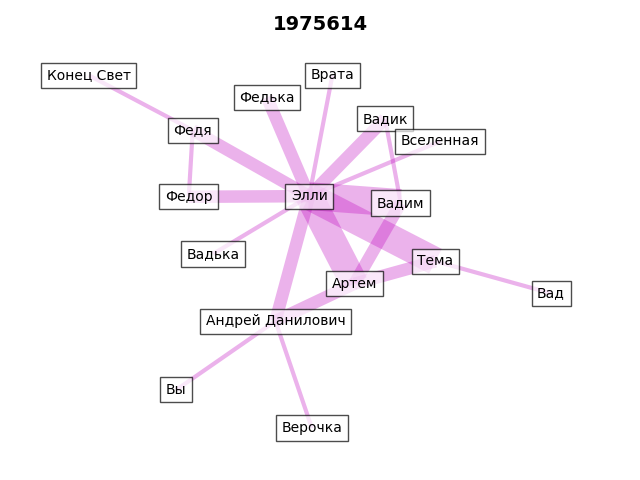 1975614
Конец Свет
Врата
Федька
Вадик
Федя
Вселенная
Федор
Элли
Вадим
Вадька
Тема
Артем
Вад
Андрей Данилович
Вы
Верочка